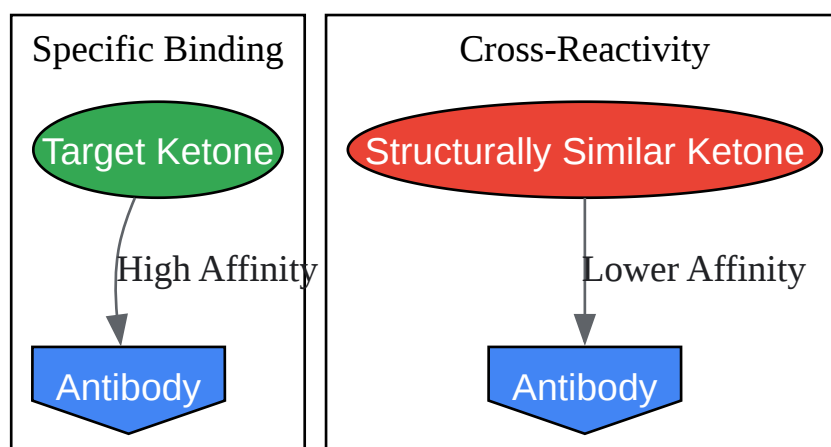 Specific Binding
Target Ketone
High Affinity
Antibody
Cross-Reactivity
Structurally Similar Ketone
Lower Affinity
Antibody